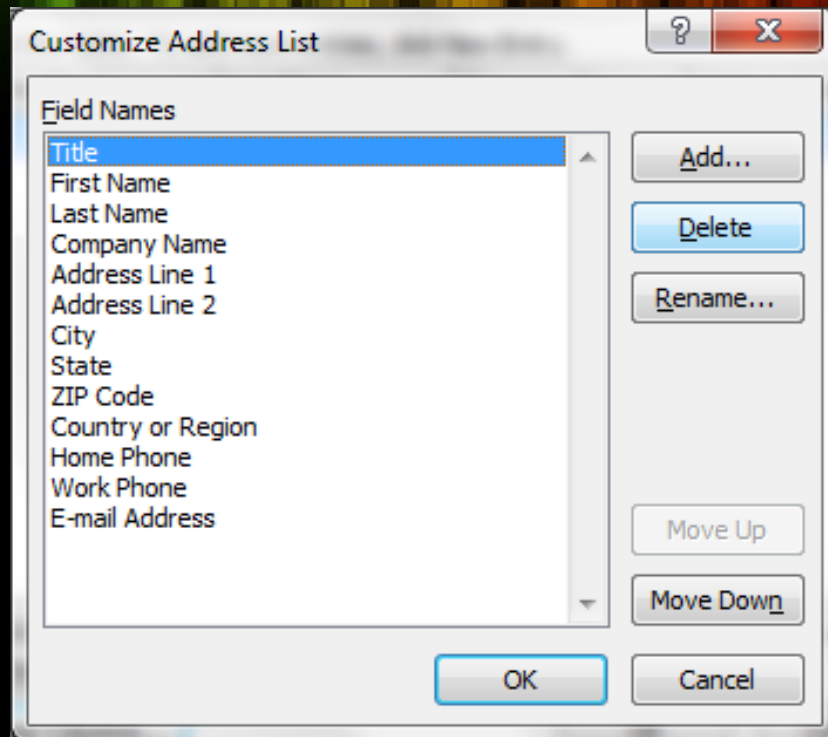 Customize Address List
Field Names
Title
First Name
Last Name
Company Name
Address Line 1
Address Line 2
City
State
ZIP Code
Country or Region
Home Phone
Work Phone
E-mail Address
Add...
Delete
Rename...
Move Up
Move Down
OK
Cancel